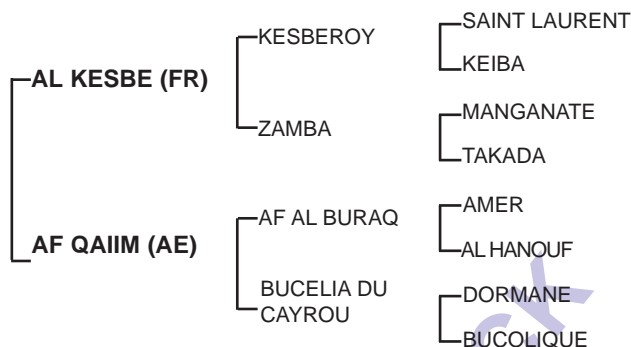 SAINT LAURENT
KESBEROY
KEIBA
AL KESBE (FR)
MANGANATE
ZAMBA
TAKADA
AMER
AF AL BURAQ
AL HANOUF
AF QAIIM (AE)
DORMANE
BUCELIA DU
CAYROU
BUCOLIQUE
CK